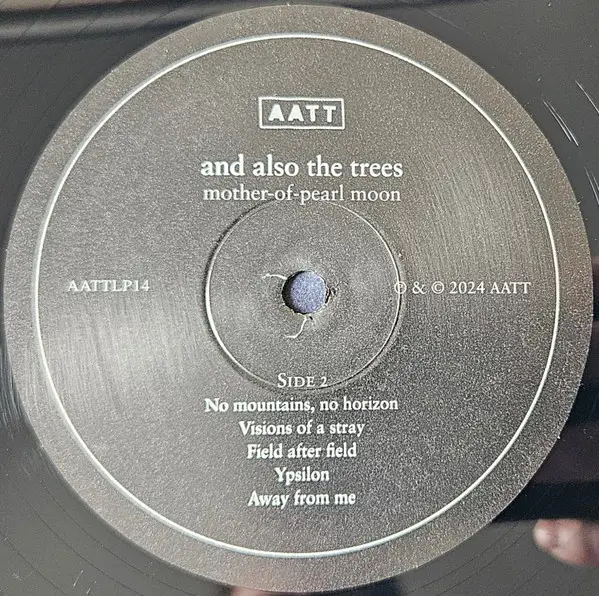 AATT
and also the trees
mother-of-pearl moon
AATTLP14
℗ & © 2024 AATT
SIDE 2
No mountains, no horizon
Visions of a stray
Field after field
Ypsilon
Away from me